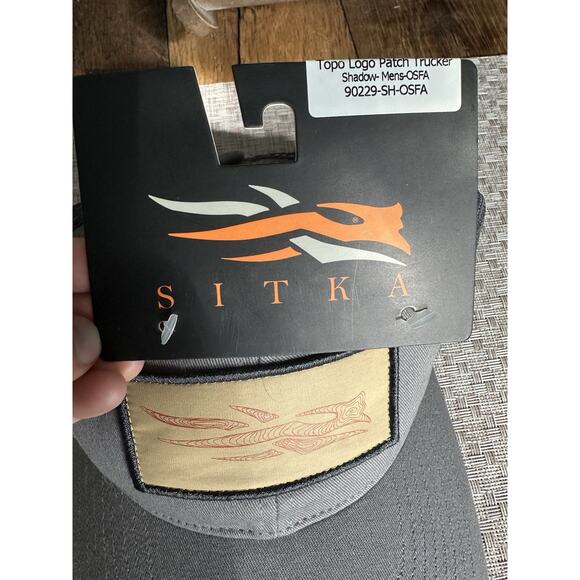 Topo Logo Patch Trucker
Shadow- Mens-OSFA
90229-SH-OSFA
®
SITKA